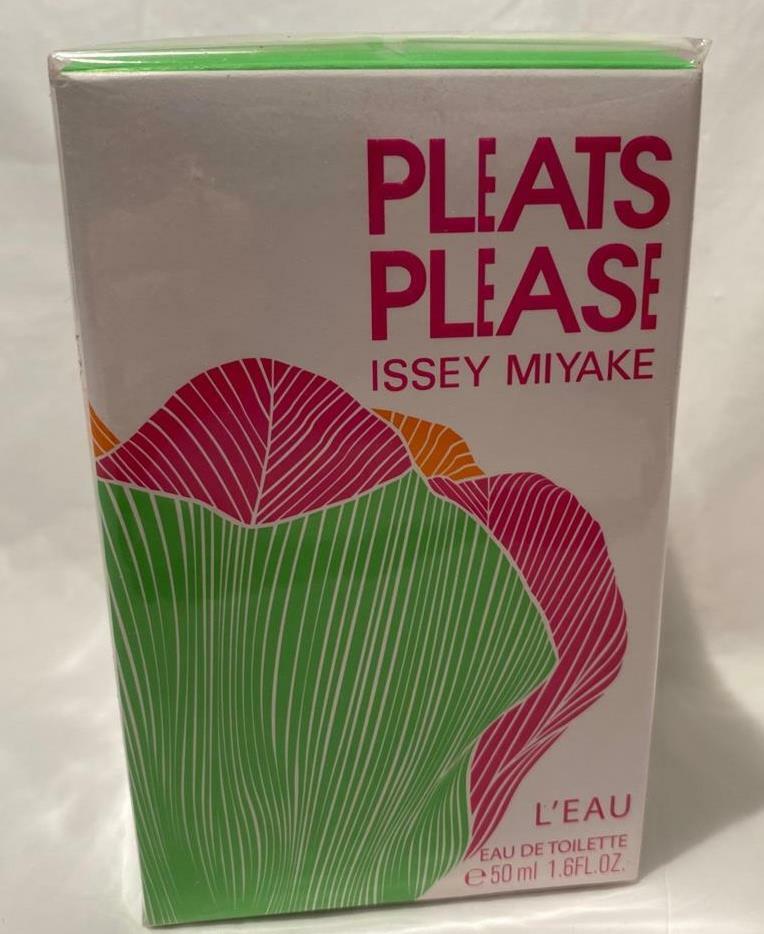 PLEATS
PLEASE
ISSEY MIYAKE
L'EAU
EAU DE TOILETTE
℮ 50 ml 1.6FL.OZ.